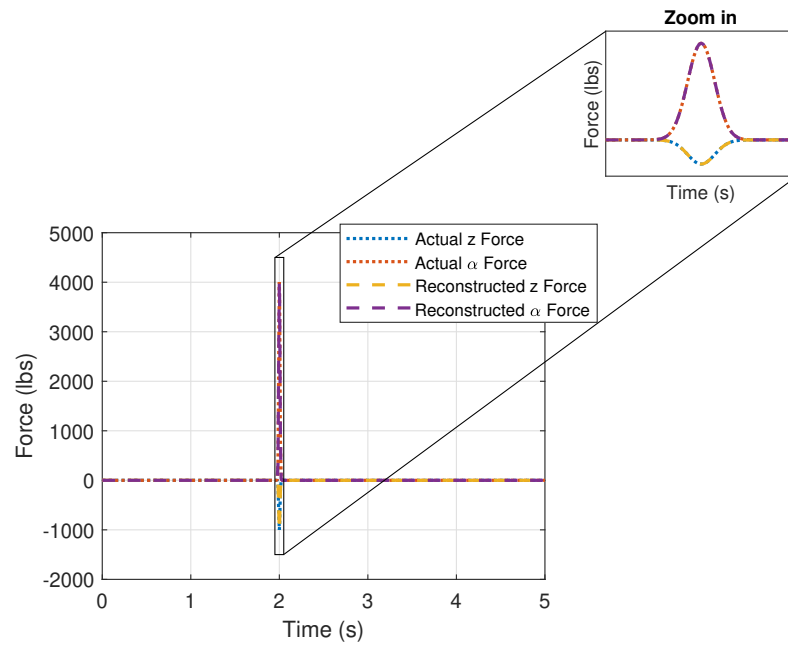 Zoom in
Force (lbs)
Time (s)
5000
4000
3000
2000
1000
0
-1000
-2000
Force (lbs)
Actual z Force
Actual α Force
Reconstructed z Force
Reconstructed α Force
0 1 2 3 4 5
Time (s)